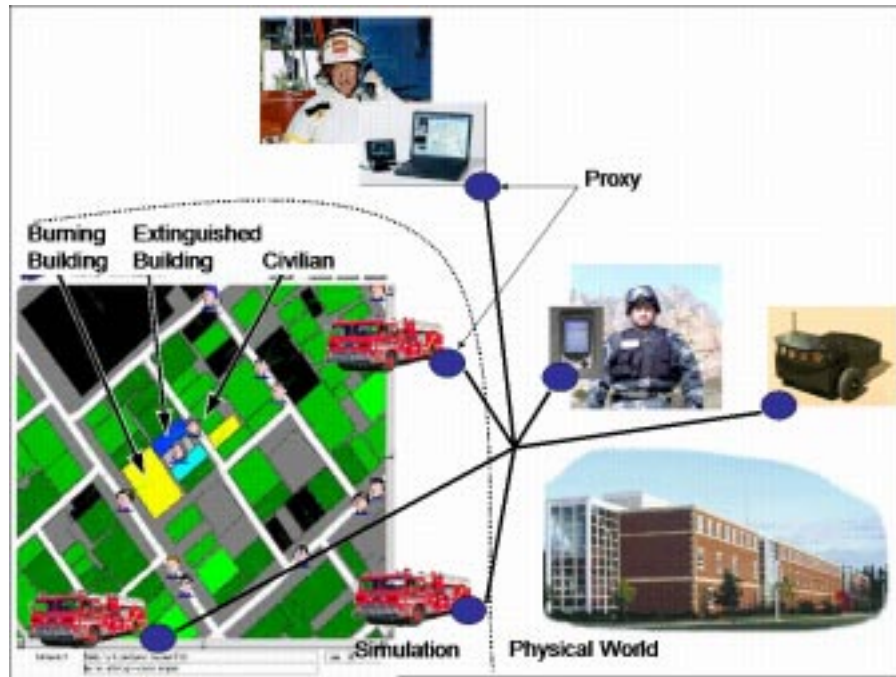 Proxy
Burning Building
Extinguished Building
Civilian
Simulation
Physical World